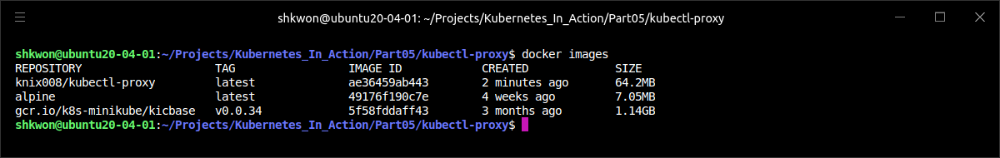 shkwon@ubuntu20-04-01: ~/Projects/Kubernetes_In_Action/Part05/kubectl-proxy
shkwon@ubuntu20-04-01:~/Projects/Kubernetes_In_Action/Part05/kubectl-proxy$ docker images
REPOSITORY TAG IMAGE ID CREATED SIZE
knix008/kubectl-proxy latest ae36459ab443 2 minutes ago 64.2MB
alpine latest 49176f190c7e 4 weeks ago 7.05MB
gcr.io/k8s-minikube/kicbase v0.0.34 5f58fddaff43 3 months ago 1.14GB
shkwon@ubuntu20-04-01:~/Projects/Kubernetes_In_Action/Part05/kubectl-proxy$